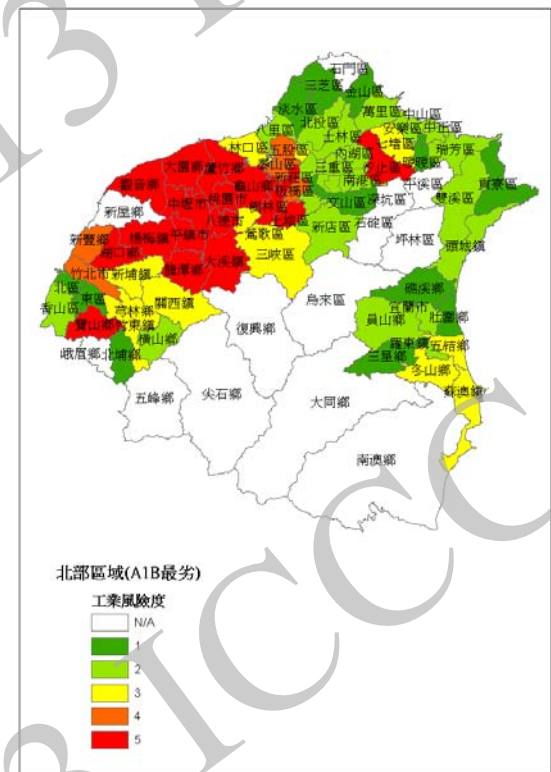 石門區
三芝區
金山區
淡水區
萬里區
中山區
北投區
八里區
士林區
安樂區
中正區
林口區
五股區
七堵區
瑞芳區
內湖區
暖暖區
大園鄉
蘆竹鄉
泰山區
三重區
汐止區
貢寮區
觀音鄉
龜山鄉
新莊區
南港區
平溪區
雙溪區
中壢市
桃園市
板橋區
文山區
深坑區
新屋鄉
樹林區
土城區
石碇區
八德市
新店區
坪林區
頭城鎮
新豐鄉
楊梅鎮
平鎮市
鶯歌區
湖口鄉
三峽區
龍潭鄉
大溪鎮
竹北市
新埔鎮
礁溪鄉
北區
東區
關西鎮
烏來區
宜蘭市
壯圍鄉
香山區
芎林鄉
復興鄉
員山鄉
寶山鄉
竹東鎮
橫山鄉
羅東鎮
五結鄉
峨眉鄉
北埔鄉
三星鄉
冬山鄉
五峰鄉
尖石鄉
大同鄉
蘇澳鎮
南澳鄉
北部區域(A1B最劣)
工業風險度
N/A
1
2
3
4
5
13 ICCC